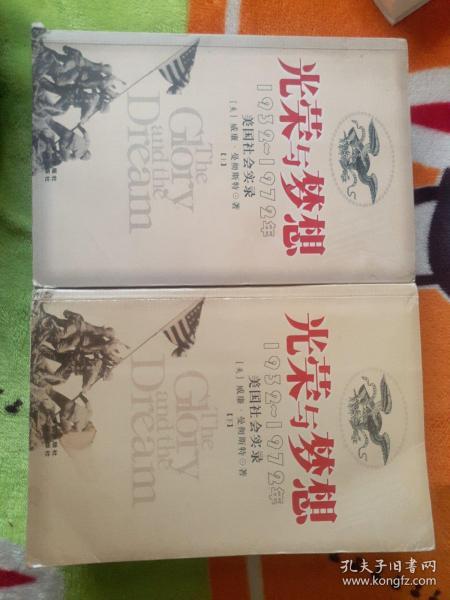 光荣与梦想
1932~1972年
美国社会实录
〔美〕威廉·曼彻斯特⊙著
【上】
The
Glory
and the
Dream
光荣与梦想
1932~1972年
美国社会实录
〔美〕威廉·曼彻斯特⊙著
【下】
The
Glory
and the
Dream
孔夫子旧书网
www.kongfz.com